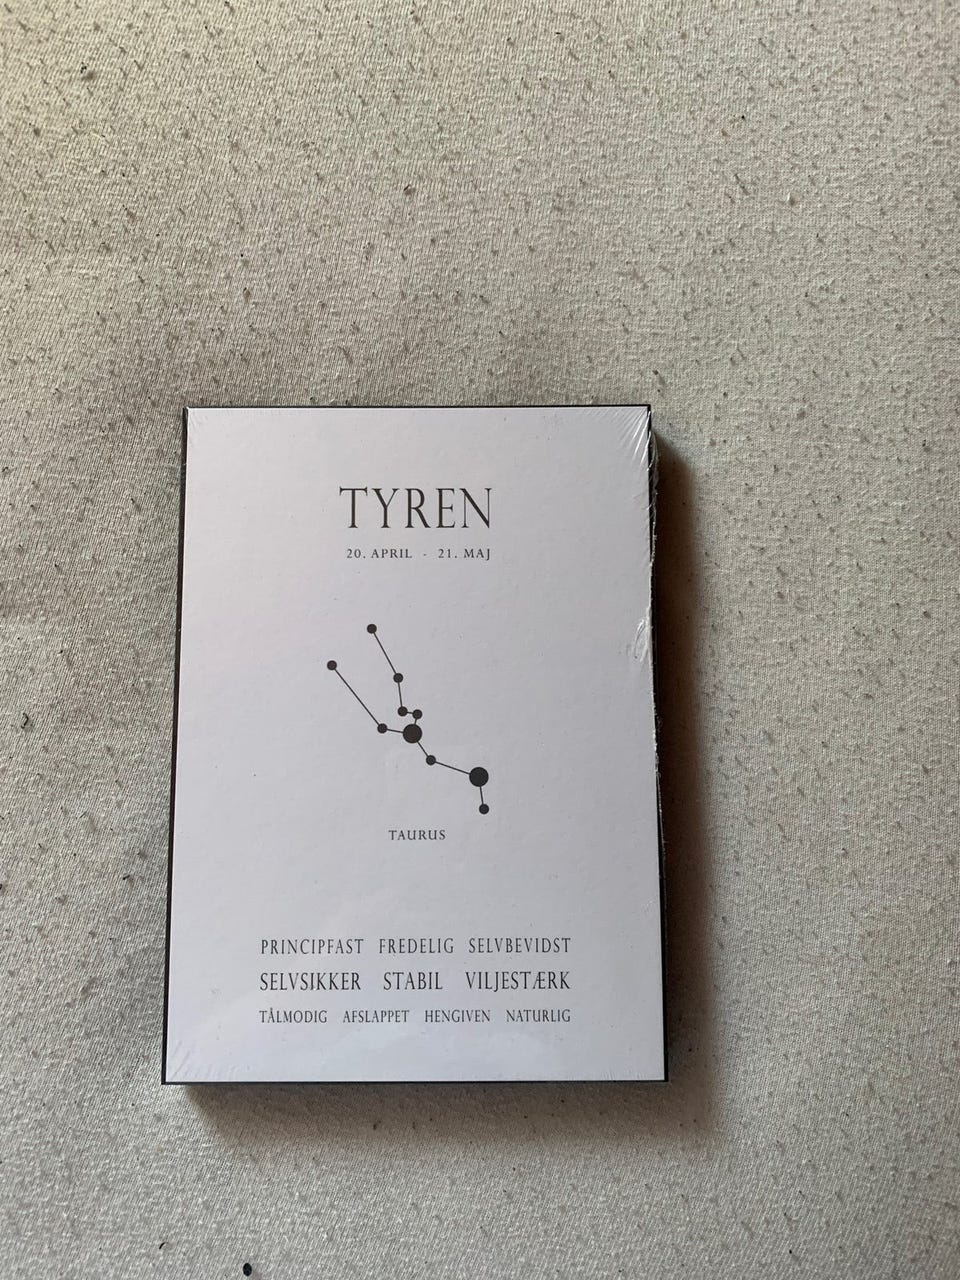 TYREN
20. APRIL - 21. MAJ
TAURUS
PRINCIPFAST FREDELIG SELVBEVIDST
SELVSIKKER STABIL VILJESTÆRK
TÅLMODIG AFSLAPPET HENGIVEN NATURLIG